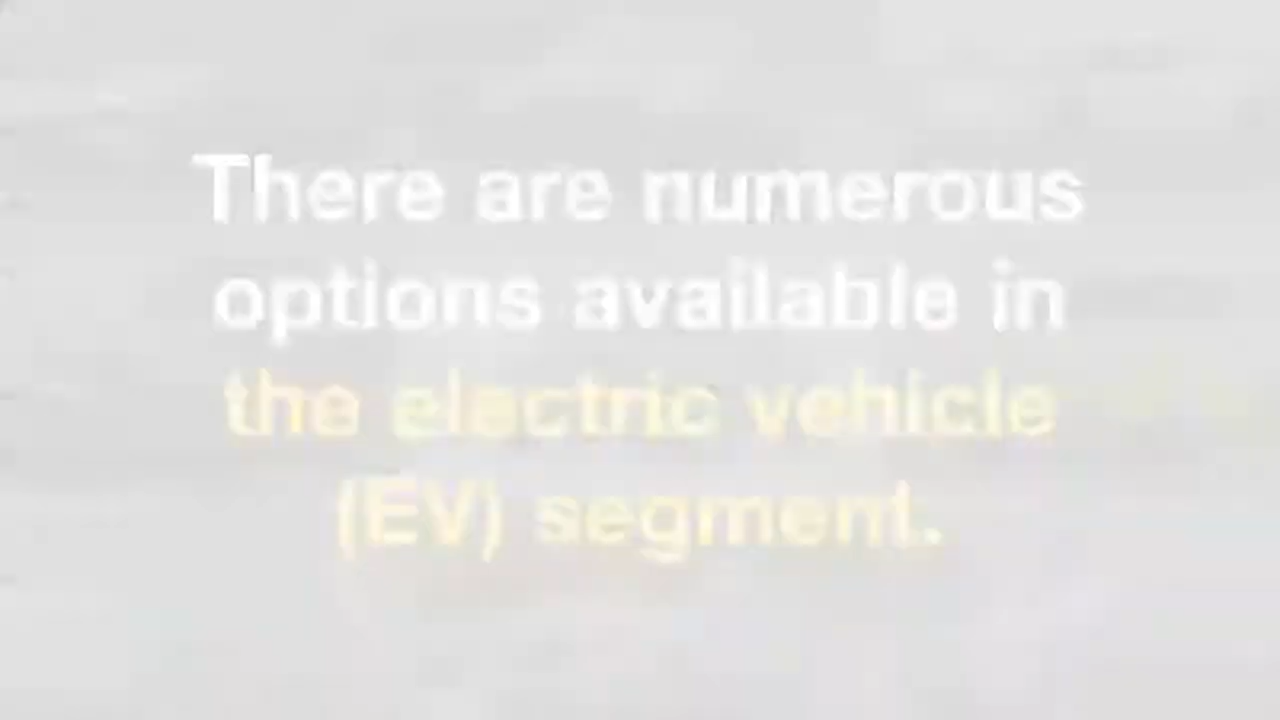 There are numerous
options available in
the electric vehicle
(EV) segment.